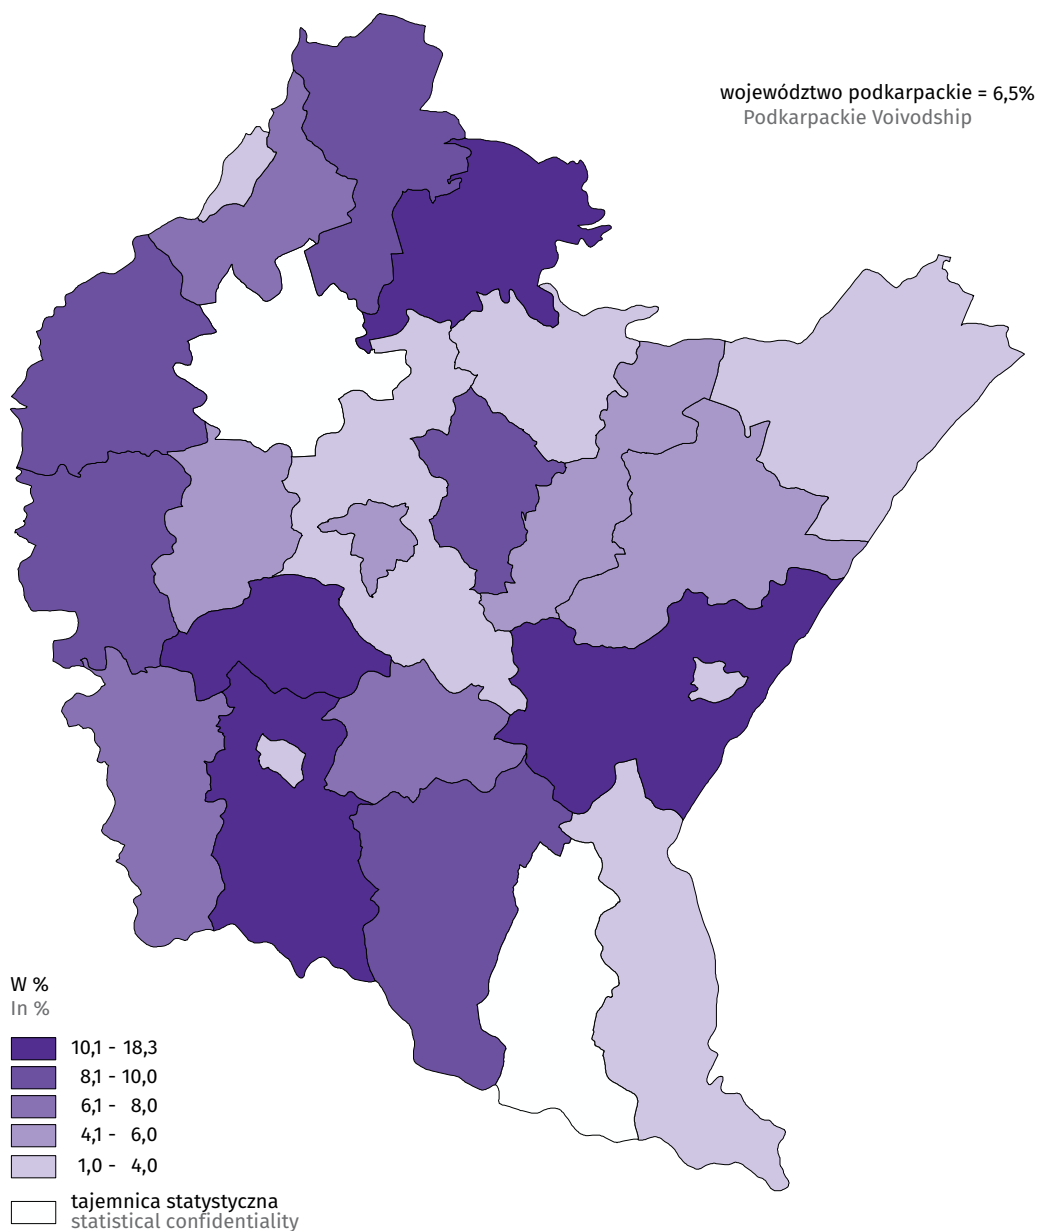 województwo podkarpackie = 6,5%
Podkarpackie Voivodship
W %
In %
10,1 - 18,3
8,1 - 10,0
6,1 - 8,0
4,1 - 6,0
1,0 - 4,0
tajemnica statystyczna
statistical confidentiality